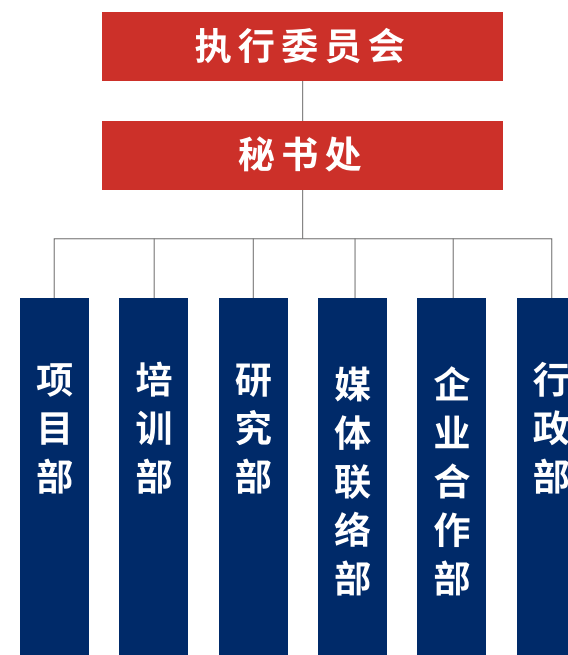 执行委员会
秘书处
项目部
培训部
研究部
媒体联络部
企业合作部
行政部